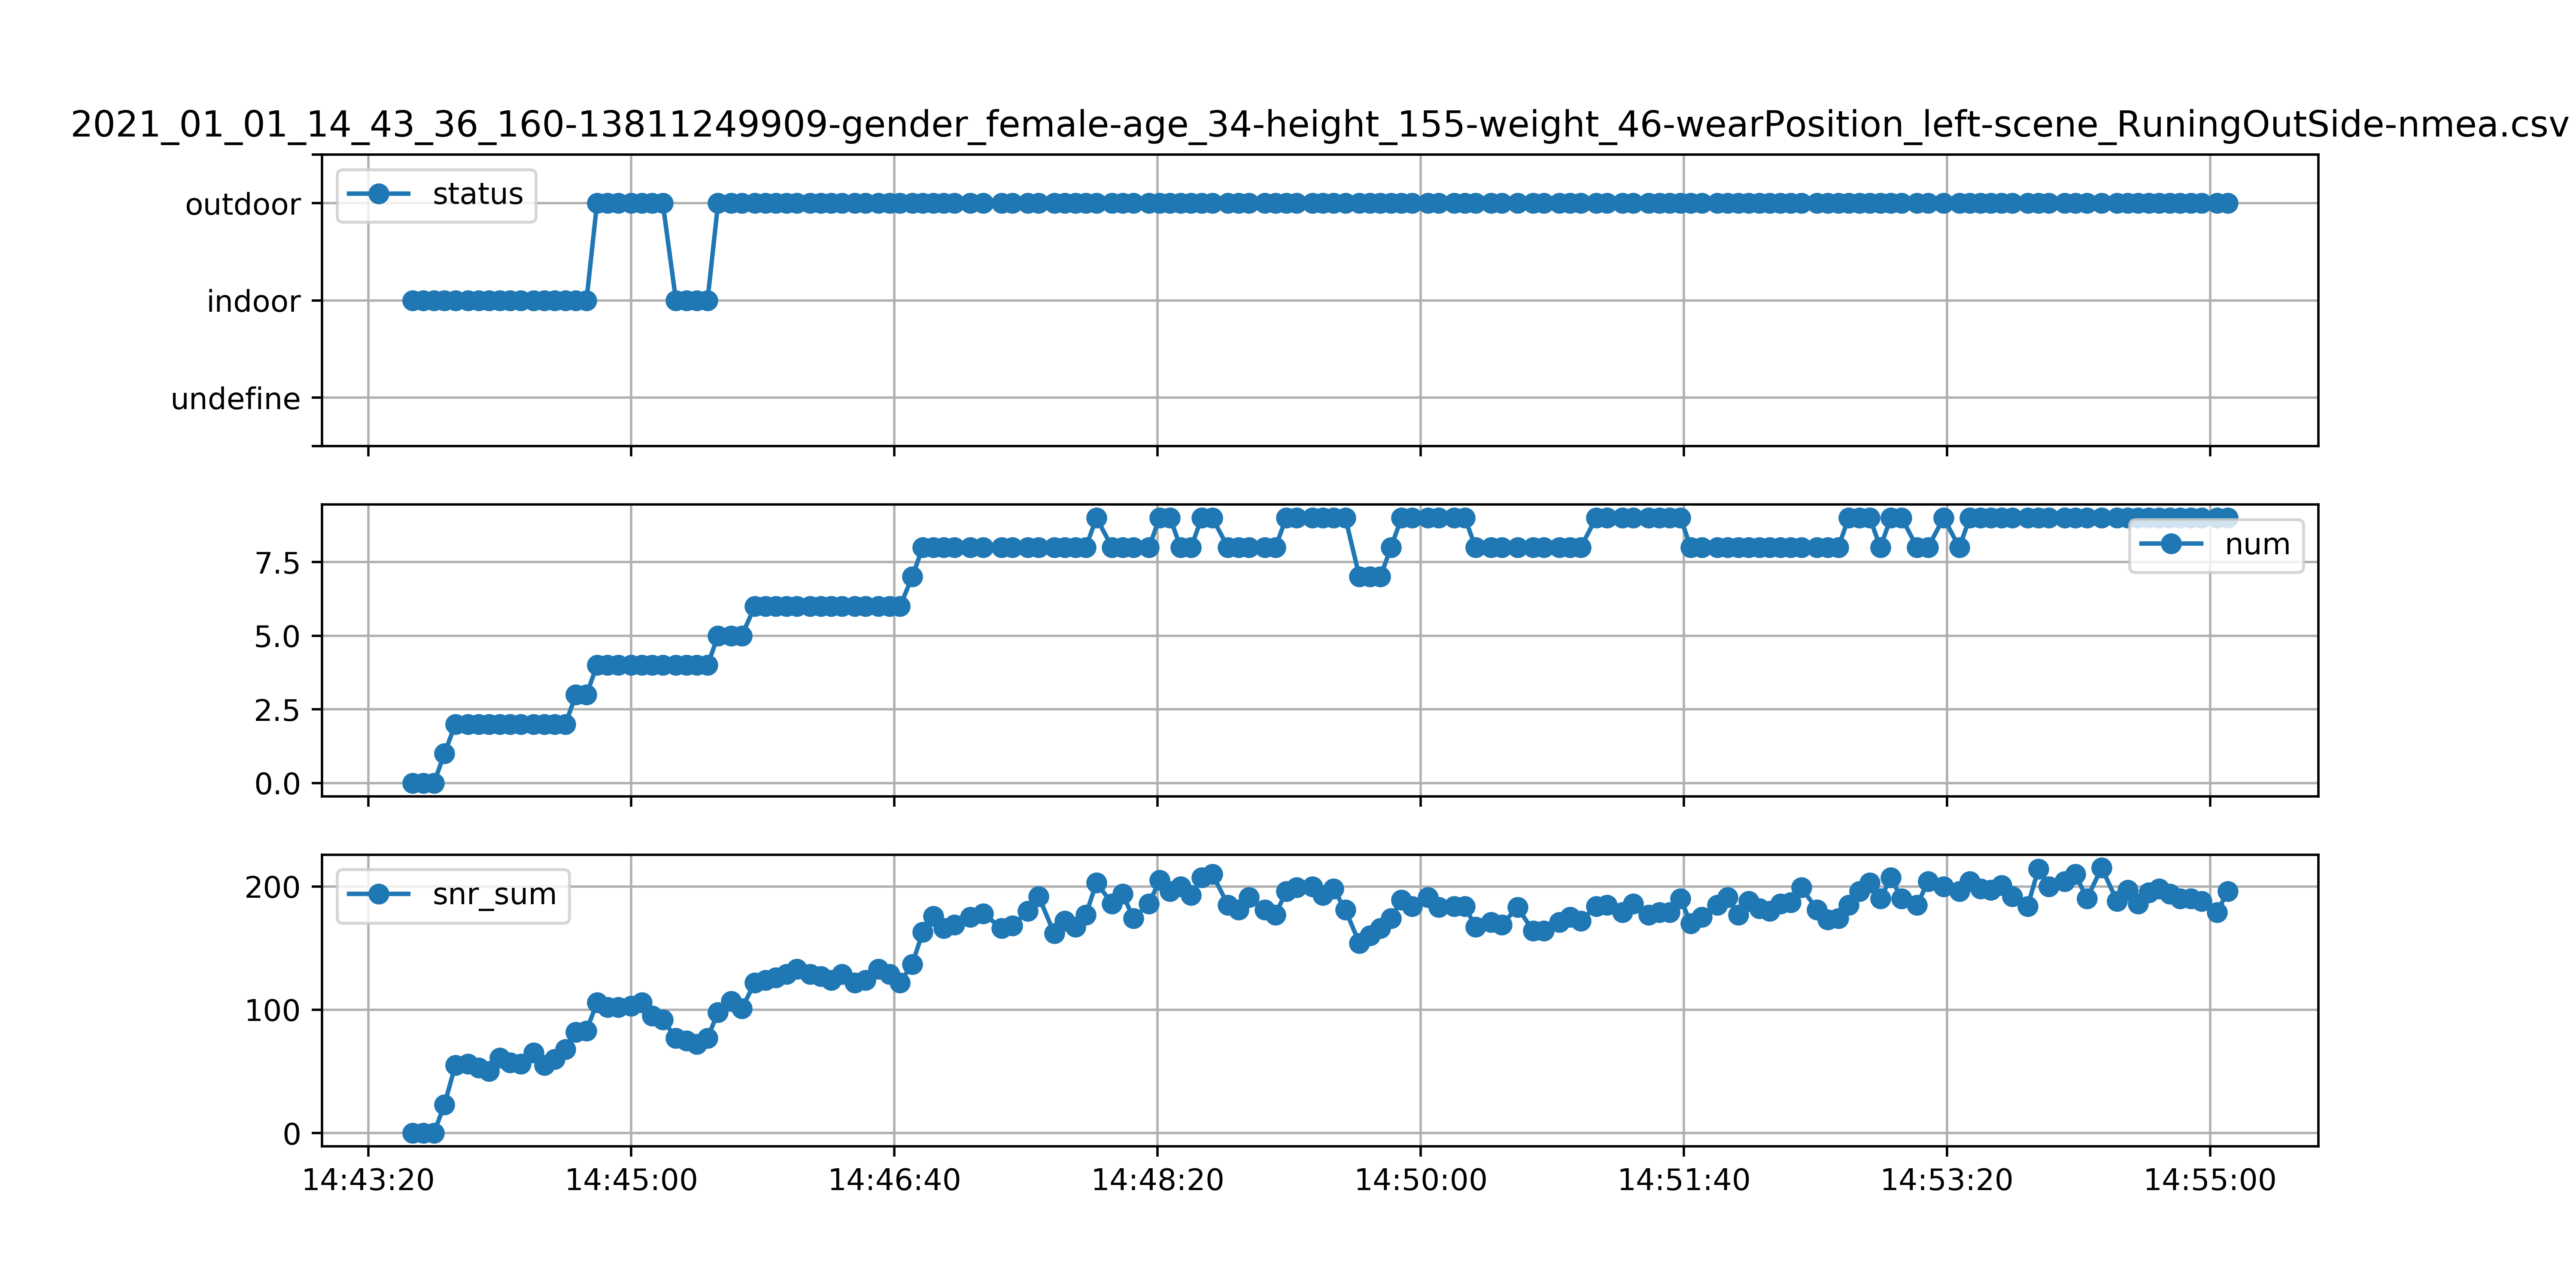 2021_01_01_14_43_36_160-13811249909-gender_female-age_34-height_155-weight_46-wearPosition_left-scene_RuningOutSide-nmea.csv
status
outdoor
indoor
undefine
num
7.5
5.0
2.5
0.0
snr_sum
200
100
0
14:43:20 14:45:00 14:46:40 14:48:20 14:50:00 14:51:40 14:53:20 14:55:00